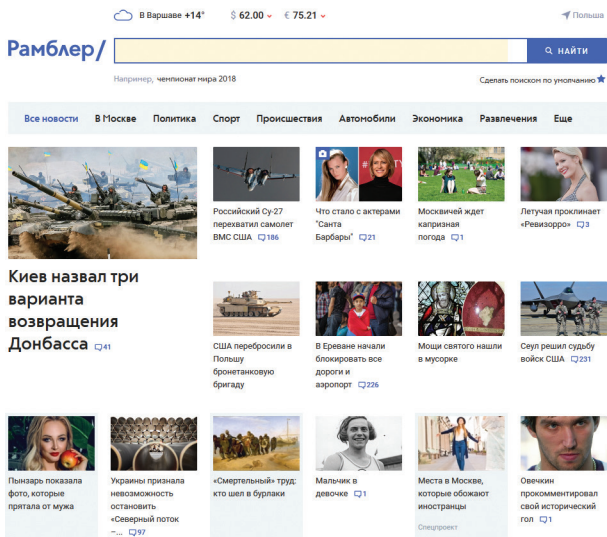 В Варшаве +14° $ 62.00 € 75.21 Польша
Рамблер/
НАЙТИ
Например, чемпионат мира 2018 Сделать поиском по умолчанию
Все новости В Москве Политика Спорт Происшествия Автомобили Экономика Развлечения Еще
Киев назвал три
варианта
возвращения
Донбасса 41
Российский Су-27
перехватил самолет
ВМС США 186
Что стало с актерами
"Санта
Барбары" 21
Москвичей ждет
капризная
погода 1
Летучая проклинает
«Ревизорро» 3
США перебросили в
Польшу
бронетанковую
бригаду
В Ереване начали
блокировать все
дороги и
аэропорт 226
Мощи святого нашли
в мусорке
Сеул решил судьбу
войск США 231
Пынзарь показала
фото, которые
прятала от мужа
Украины признала
невозможность
остановить
«Северный поток
–... 97
«Смертельный» труд:
кто шел в бурлаки
Мальчик в
девочке 1
Места в Москве,
которые обожают
иностранцы
Спецпроект
Овечкин
прокомментировал
свой исторический
гол 1